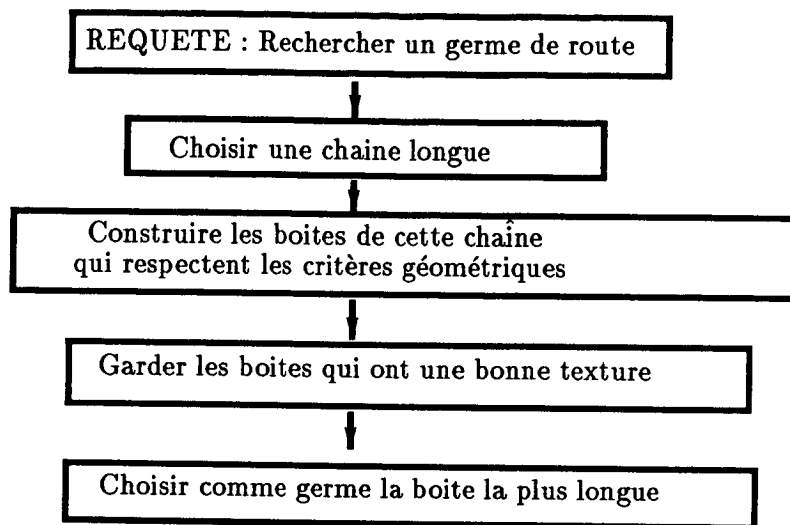 REQUETE : Rechercher un germe de route
Choisir une chaine longue
Construire les boites de cette chaîne
qui respectent les critères géométriques
Garder les boites qui ont une bonne texture
Choisir comme germe la boite la plus longue